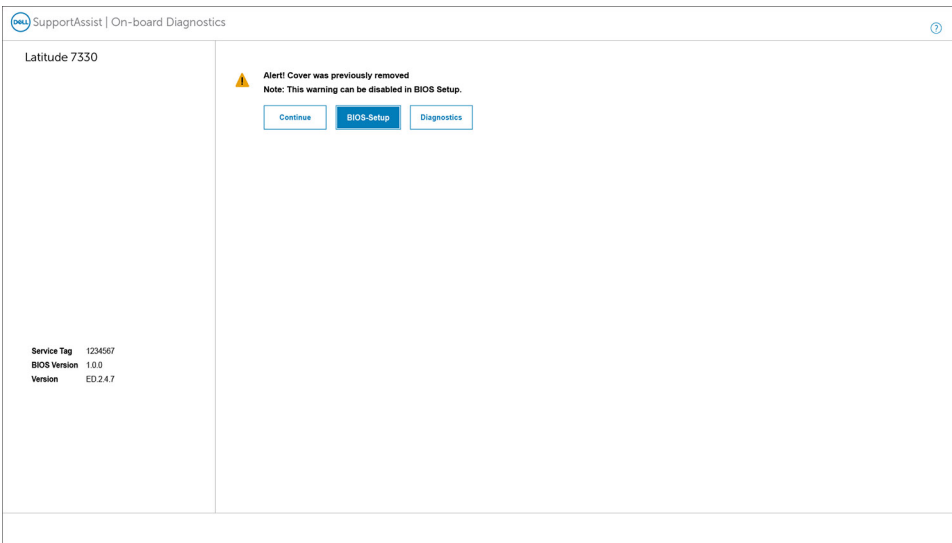 DELL SupportAssist | On-board Diagnostics
?
Latitude 7330
Alert! Cover was previously removed
Note: This warning can be disabled in BIOS Setup.
Continue BIOS-Setup Diagnostics
Service Tag 1234567
BIOS Version 1.0.0
Version ED.2.4.7